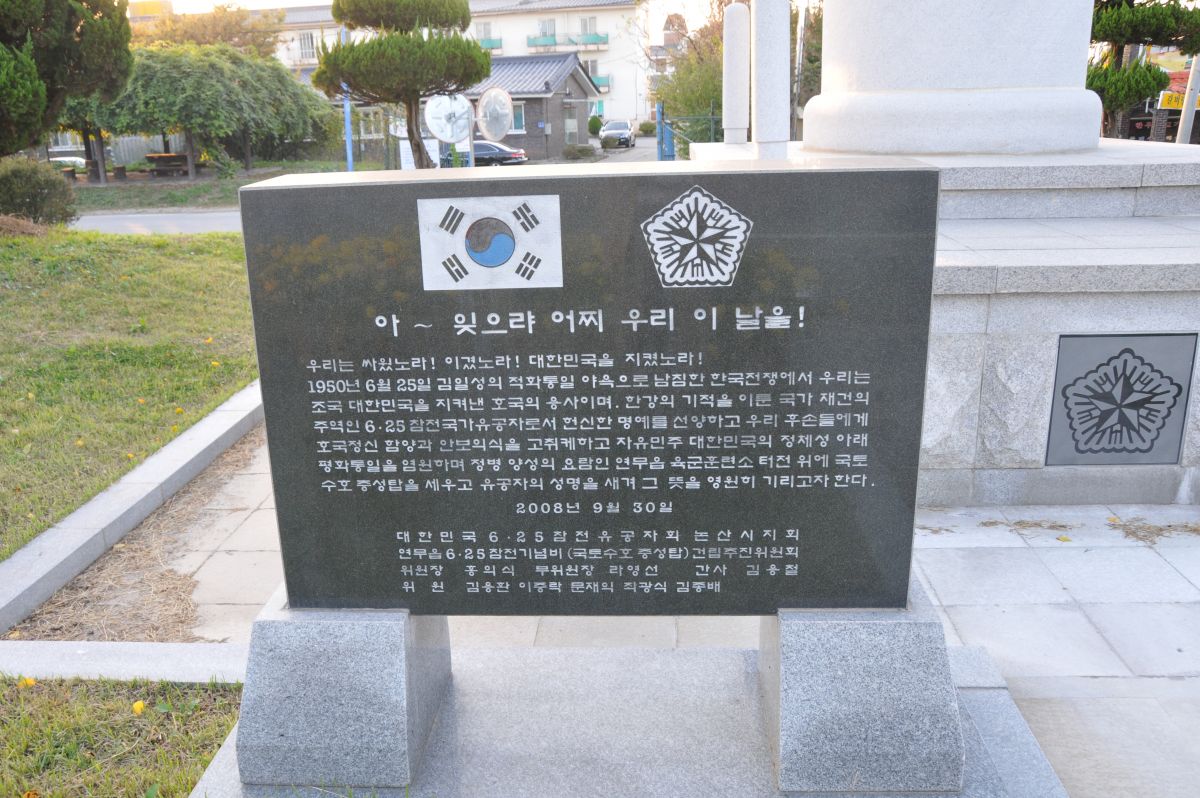 아 ~ 잊으랴 어찌 우리 이 날을!
우리는 싸웠노라! 이겼노라! 대한민국을 지켰노라!
1950년 6월 25일 김일성의 적화통일 야욕으로 남침한 한국전쟁에서 우리는
조국 대한민국을 지켜낸 호국의 용사이며, 한강의 기적을 이룬 국가 재건의
주역인 6·25참전국가유공자로서 헌신한 명예를 선양하고 우리 후손들에게
호국정신 함양과 안보의식을 고취케하고 자유민주 대한민국의 정체성 아래
평화통일을 염원하며 정병 양성의 요람인 연무읍 육군훈련소 터전 위에 국토
수호 충성탑을 세우고 유공자의 성명을 새겨 그 뜻을 영원히 기리고자 한다.
2008년 9월 30일
대한민국 6·25참전유공자회 논산시지회
연무읍 6·25참전기념비 (국토수호 충성탑) 건립추진위원회
위원장 홍의식 부위원장 라영선 간사 김용철
위 원 김용환 이중락 문재의 최광식 김종배